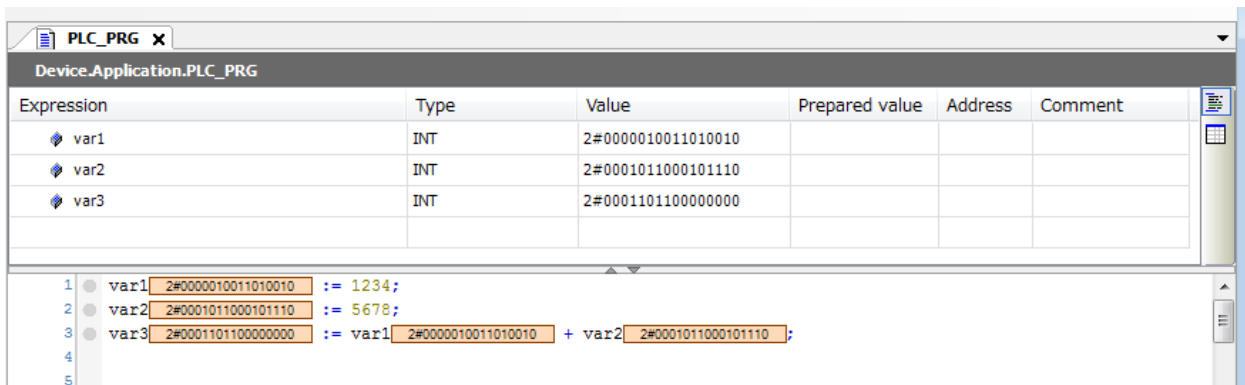 PLC_PRG X
Device.Application.PLC_PRG
Expression Type Value Prepared value Address Comment
var1 INT 2#0000010011010010
var2 INT 2#0001011000101110
var3 INT 2#0001101100000000
1 var1 2#0000010011010010 := 1234;
2 var2 2#0001011000101110 := 5678;
3 var3 2#0001101100000000 := var1 2#0000010011010010 + var2 2#0001011000101110 ;
4
5